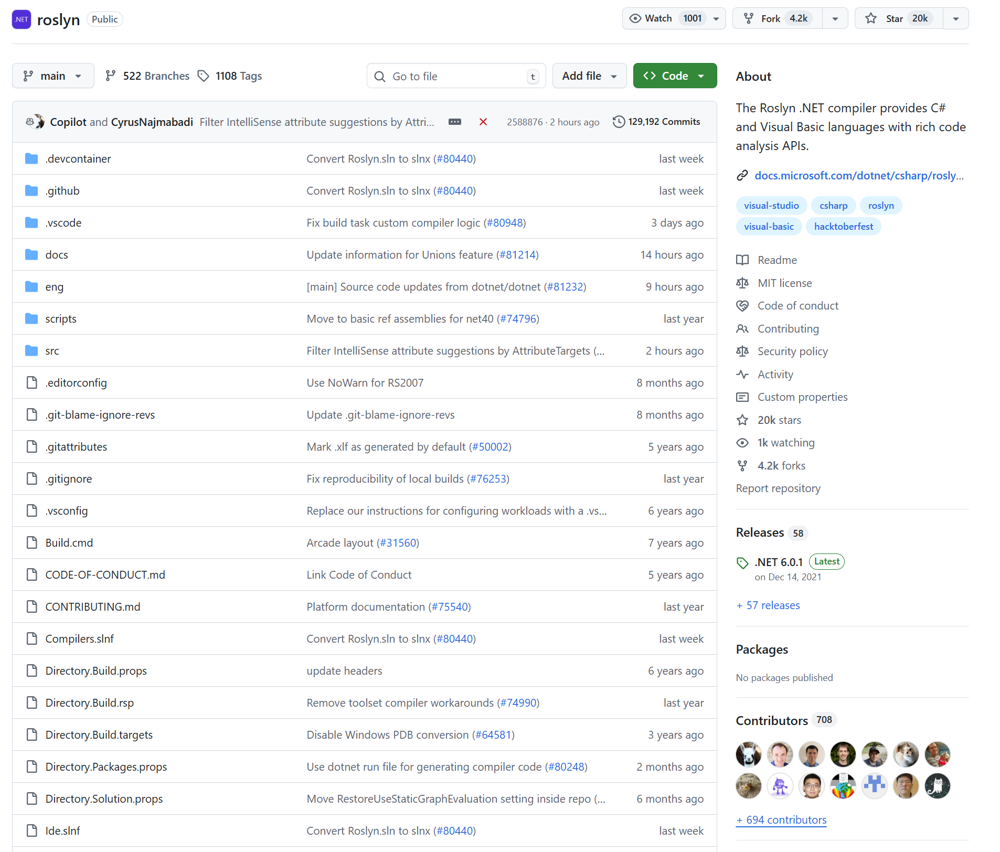 .NET roslyn Public Watch 1001 Fork 4.2k Star 20k
main 522 Branches 1108 Tags Go to file t Add file Code
Copilot and CyrusNajmabadi Filter IntelliSense attribute suggestions by Attri... 2588876 · 2 hours ago 129,192 Commits
.devcontainer Convert Roslyn.sln to slnx (#80440) last week
.github Convert Roslyn.sln to slnx (#80440) last week
.vscode Fix build task custom compiler logic (#80948) 3 days ago
docs Update information for Unions feature (#81214) 14 hours ago
eng [main] Source code updates from dotnet/dotnet (#81232) 9 hours ago
scripts Move to basic ref assemblies for net40 (#74796) last year
src Filter IntelliSense attribute suggestions by AttributeTargets (... 2 hours ago
.editorconfig Use NoWarn for RS2007 8 months ago
.git-blame-ignore-revs Update .git-blame-ignore-revs 8 months ago
.gitattributes Mark .xlf as generated by default (#50002) 5 years ago
.gitignore Fix reproducibility of local builds (#76253) last year
.vsconfig Replace our instructions for configuring workloads with a .vs... 6 years ago
Build.cmd Arcade layout (#31560) 7 years ago
CODE-OF-CONDUCT.md Link Code of Conduct 5 years ago
CONTRIBUTING.md Platform documentation (#75540) last year
Compilers.slnf Convert Roslyn.sln to slnx (#80440) last week
Directory.Build.props update headers 6 years ago
Directory.Build.rsp Remove toolset compiler workarounds (#74990) last year
Directory.Build.targets Disable Windows PDB conversion (#64581) 3 years ago
Directory.Packages.props Use dotnet run file for generating compiler code (#80248) 2 months ago
Directory.Solution.props Move RestoreUseStaticGraphEvaluation setting inside repo (... 6 months ago
Ide.slnf Convert Roslyn.sln to slnx (#80440) last week
About
The Roslyn .NET compiler provides C#
and Visual Basic languages with rich code
analysis APIs.
docs.microsoft.com/dotnet/csharp/rosly...
visual-studio csharp roslyn
visual-basic hacktoberfest
Readme
MIT license
Code of conduct
Contributing
Security policy
Activity
Custom properties
20k stars
1k watching
4.2k forks
Report repository
Releases 58
.NET 6.0.1 Latest
on Dec 14, 2021
+ 57 releases
Packages
No packages published
Contributors 708
+ 694 contributors